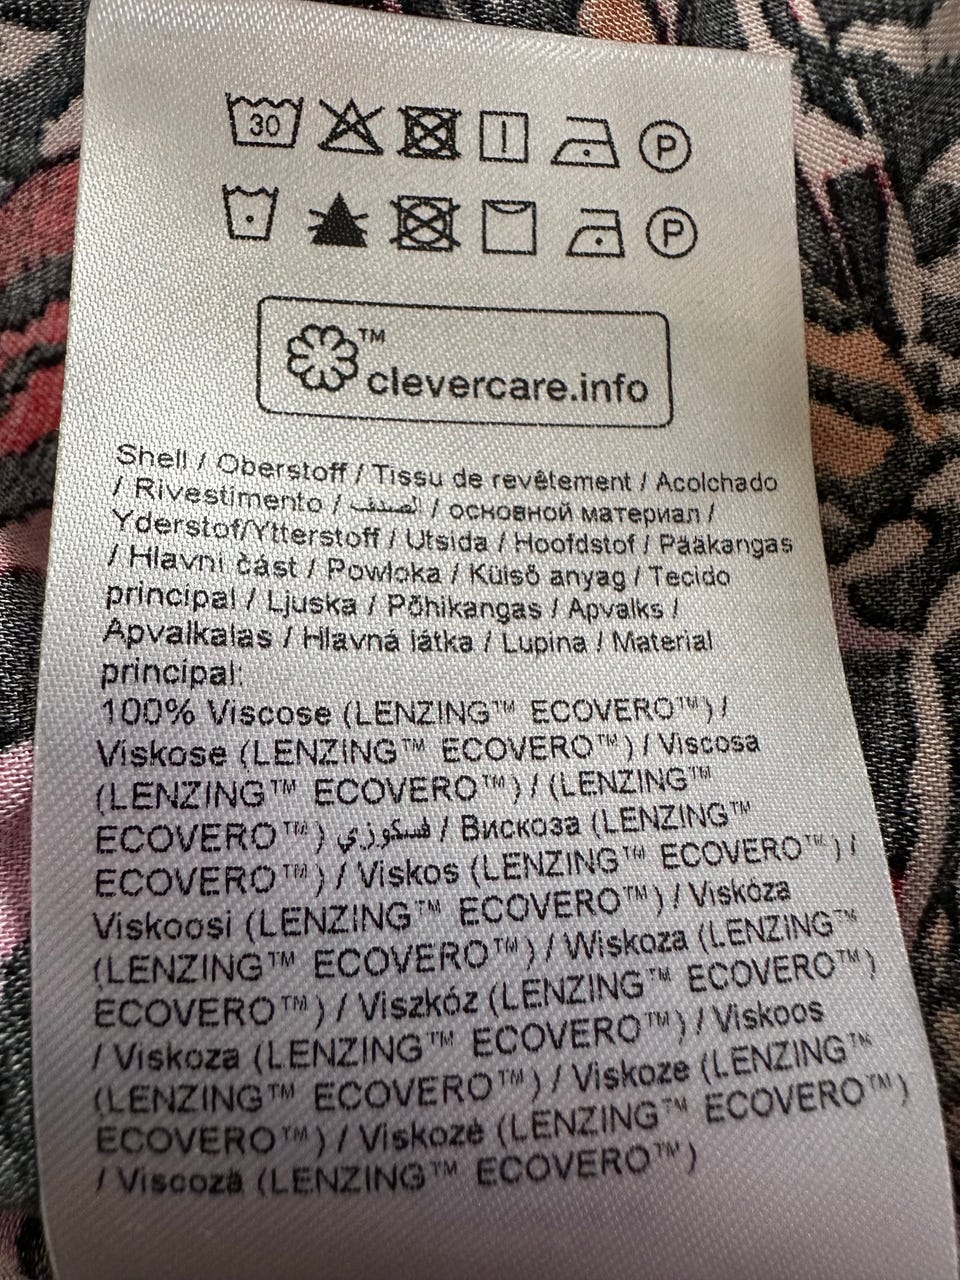 30 P
P
™
clevercare.info
Shell / Oberstoff / Tissu de revêtement / Acolchado
/ Rivestimento / الصدف / основной материал /
Yderstof/Ytterstoff / Utsida / Hoofdstof / Pääkangas
/ Hlavní část / Powłoka / Külső anyag / Tecido
principal / Ljuska / Põhikangas / Apvalks /
Apvalkalas / Hlavná látka / Lupina / Material
principal:
100% Viscose (LENZING™ ECOVERO™) /
Viskose (LENZING™ ECOVERO™) / Viscosa
(LENZING™ ECOVERO™) / (LENZING™
ECOVERO™) فسكوزي / Вискоза (LENZING™
ECOVERO™) / Viskos (LENZING™ ECOVERO™) /
Viskoosi (LENZING™ ECOVERO™) / Viskóza
(LENZING™ ECOVERO™) / Wiskoza (LENZING™
ECOVERO™) / Viszkóz (LENZING™ ECOVERO™)
/ Viskoza (LENZING™ ECOVERO™) / Viskoos
(LENZING™ ECOVERO™) / Viskoze (LENZING™
ECOVERO™) / Viskozė (LENZING™ ECOVERO™)
/ Viscoză (LENZING™ ECOVERO™)